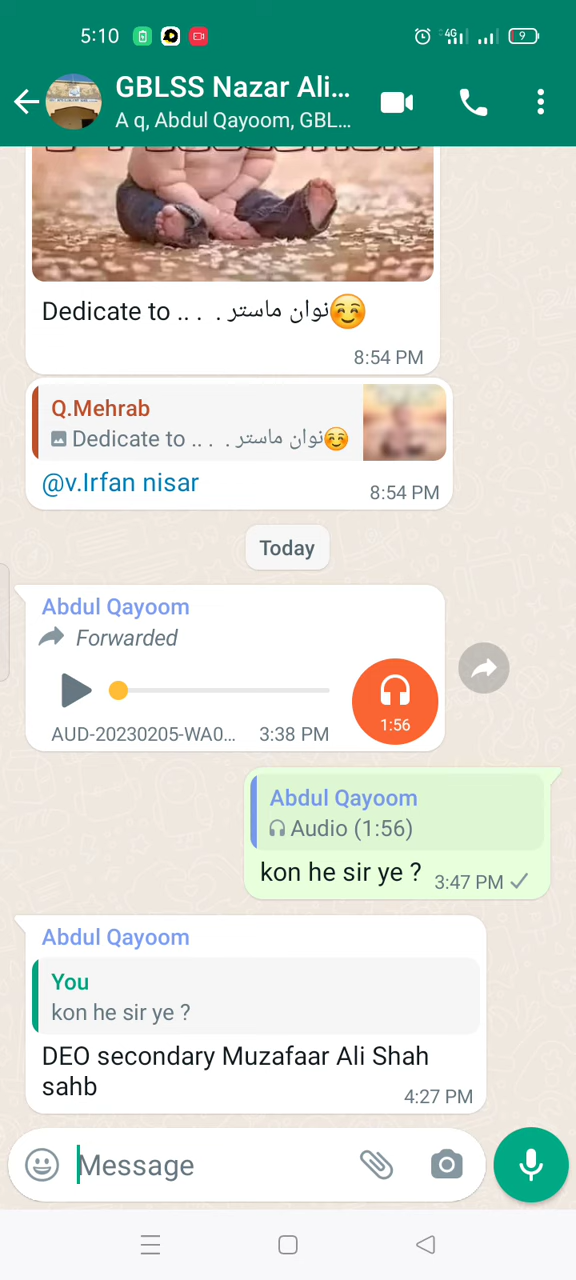 5:10
4G
9
GBLSS Nazar Ali...
A q, Abdul Qayoom, GBL...
Dedicate to .. . . نوان ماستر☺️
8:54 PM
Q.Mehrab
Dedicate to .. . . نوان ماستر☺️
@v.Irfan nisar
8:54 PM
Today
Abdul Qayoom
Forwarded
1:56
AUD-20230205-WA0... 3:38 PM
Abdul Qayoom
Audio (1:56)
kon he sir ye ? 3:47 PM
Abdul Qayoom
You
kon he sir ye ?
DEO secondary Muzafaar Ali Shah
sahb
4:27 PM
Message